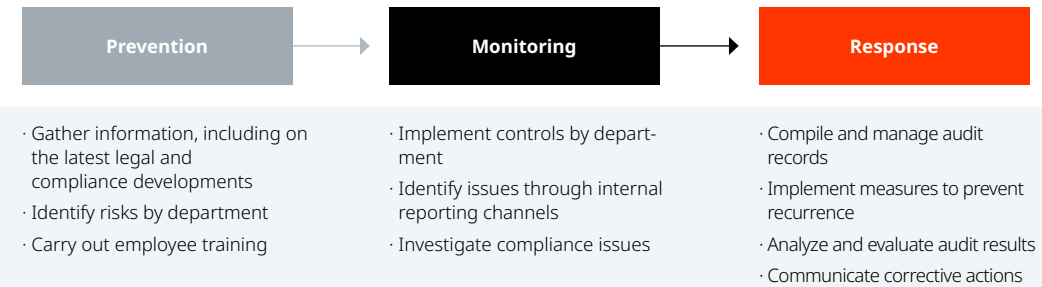 Prevention
Monitoring
Response
· Gather information, including on
the latest legal and
compliance developments
· Identify risks by department
· Carry out employee training
· Implement controls by depart-
ment
· Identify issues through internal
reporting channels
· Investigate compliance issues
· Compile and manage audit
records
· Implement measures to prevent
recurrence
· Analyze and evaluate audit results
· Communicate corrective actions